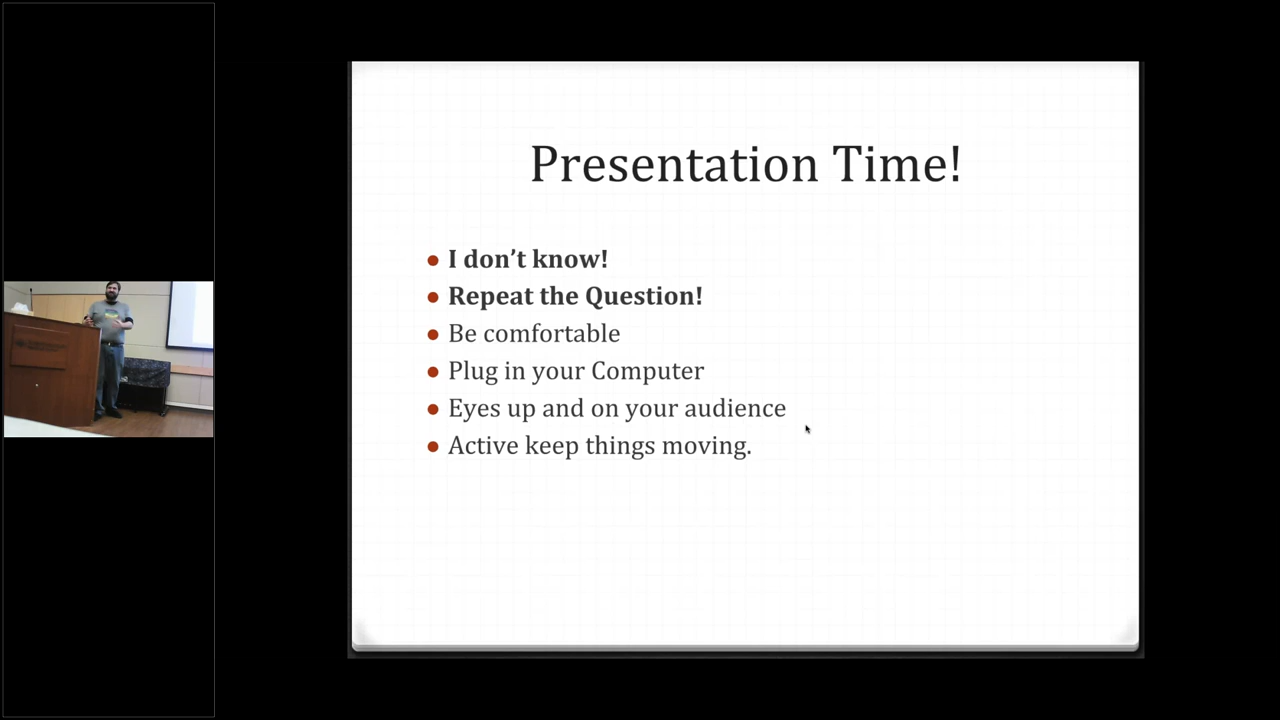 Presentation Time!
I don't know!
Repeat the Question!
Be comfortable
Plug in your Computer
Eyes up and on your audience
Active keep things moving.